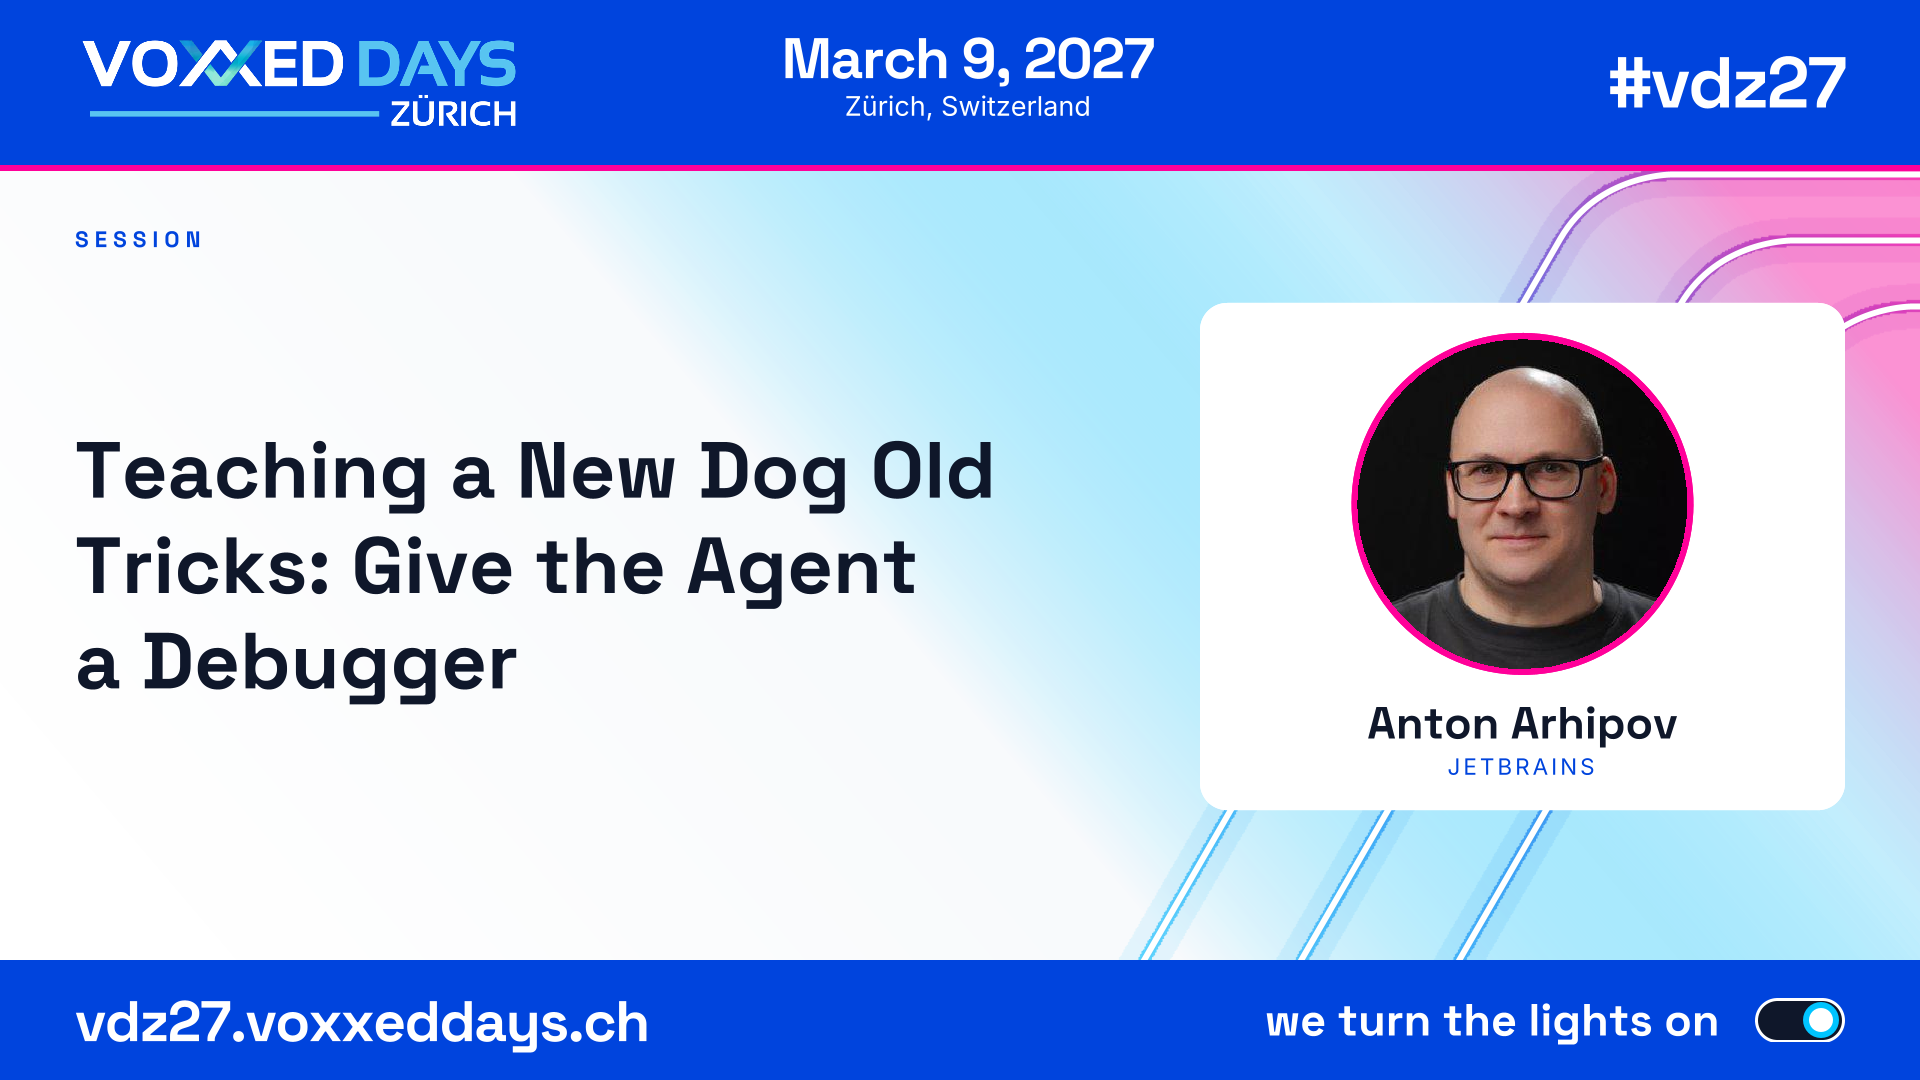 VOXXED DAYS
ZÜRICH
March 9, 2027
Zürich, Switzerland
#vdz27
SESSION
Teaching a New Dog Old
Tricks: Give the Agent
a Debugger
Anton Arhipov
JETBRAINS
vdz27.voxxeddays.ch
we turn the lights on